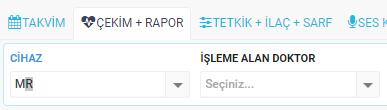 TAKVİM ÇEKİM + RAPOR TETKİK + İLAÇ + SARF SES
CİHAZ İŞLEME ALAN DOKTOR
MR Seçiniz...